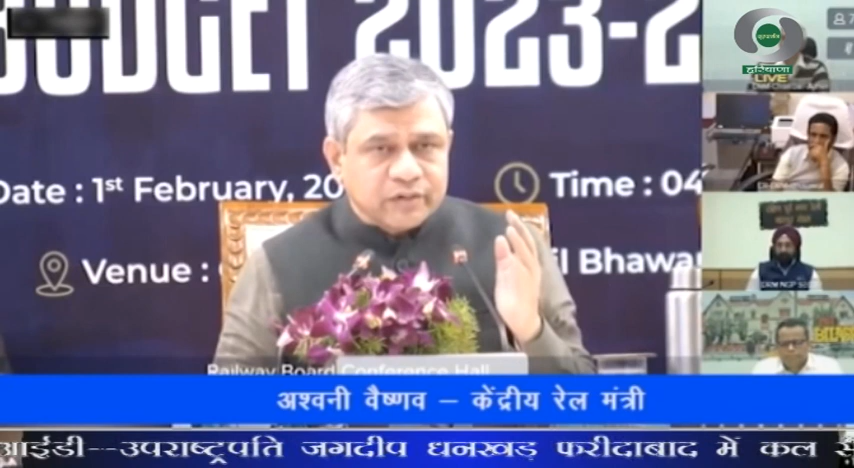 BUDGET 2023-2
हरियाणा
LIVE
Date : 1st February, 20
Time : 04
Venue :
il Bhawan
Railway Board Conference Hall
अश्वनी वैष्णव – केंद्रीय रेल मंत्री
आईडी--उपराष्ट्रपति जगदीप धनखड़ फरीदाबाद में कल